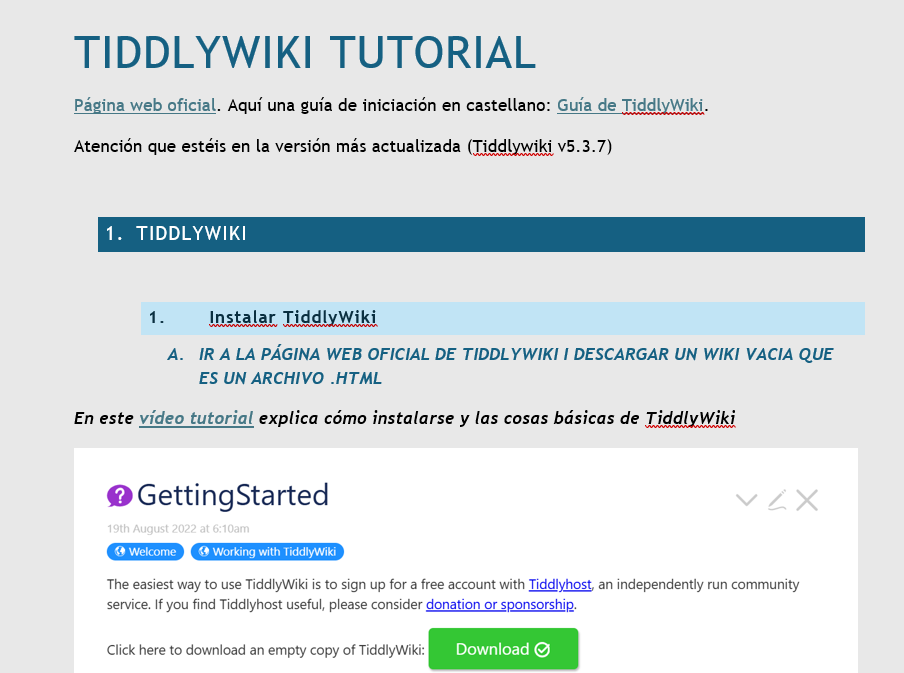 TIDDLYWIKI TUTORIAL
Página web oficial. Aquí una guía de iniciación en castellano: Guía de TiddlyWiki.
Atención que estéis en la versión más actualizada (Tiddlywiki v5.3.7)
1. TIDDLYWIKI
1. Instalar TiddlyWiki
A. IR A LA PÁGINA WEB OFICIAL DE TIDDLYWIKI I DESCARGAR UN WIKI VACIA QUE
ES UN ARCHIVO .HTML
En este vídeo tutorial explica cómo instalarse y las cosas básicas de TiddlyWiki
GettingStarted
19th August 2022 at 6:10am
Welcome Working with TiddlyWiki
The easiest way to use TiddlyWiki is to sign up for a free account with Tiddlyhost, an independently run community
service. If you find Tiddlyhost useful, please consider donation or sponsorship.
Click here to download an empty copy of TiddlyWiki: Download